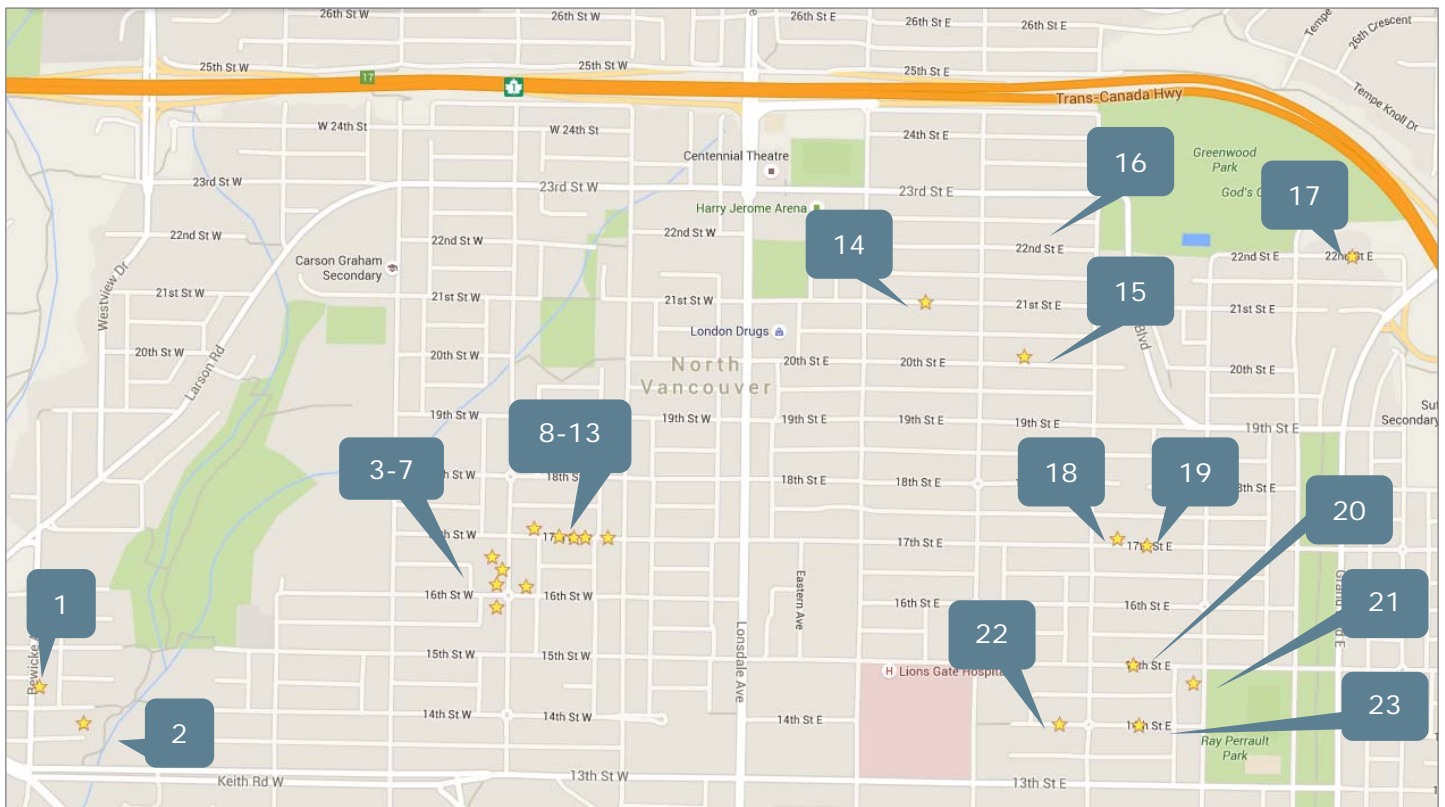 26th St W
26th St W
26th St E
26th St E
26th St E
Tempe
26th Crescent
25th St W
25th St W
25th St E
17
1
Trans-Canada Hwy
Tempe Knoll Dr
W 24th St
W 24th St
24th St E
Centennial Theatre
16
Greenwood
Park
God's
17
23rd St W
23rd St W
23rd St E
Harry Jerome Arena
22nd St W
22nd St W
22nd St W
14
22nd St E
22nd St E
22nd St E
Carson Graham
Secondary
Westview Dr
21st St W
21st St W
21st St W
21st St E
21st St E
15
London Drugs
Blvd
20th St W
Larson Rd
20th St W
North
Vancouver
20th St E
20th St E
20th St E
20th St E
19th St W
19th St W
19th St E
19th St E
19th St E
19th St E
Secondary
8-13
3-7
18th St E
18th St E
18
19
20
17th St E
17th St E
1
16th St W
16th St W
Eastern Ave
16th St E
16th St E
21
22
15th St W
15th St W
Lonsdale Ave
Lions Gate
14th St W
14th St W
14th St E
23
2
Ray Perrault
Park
Keith Rd W
13th St W
13th St E
13th St E